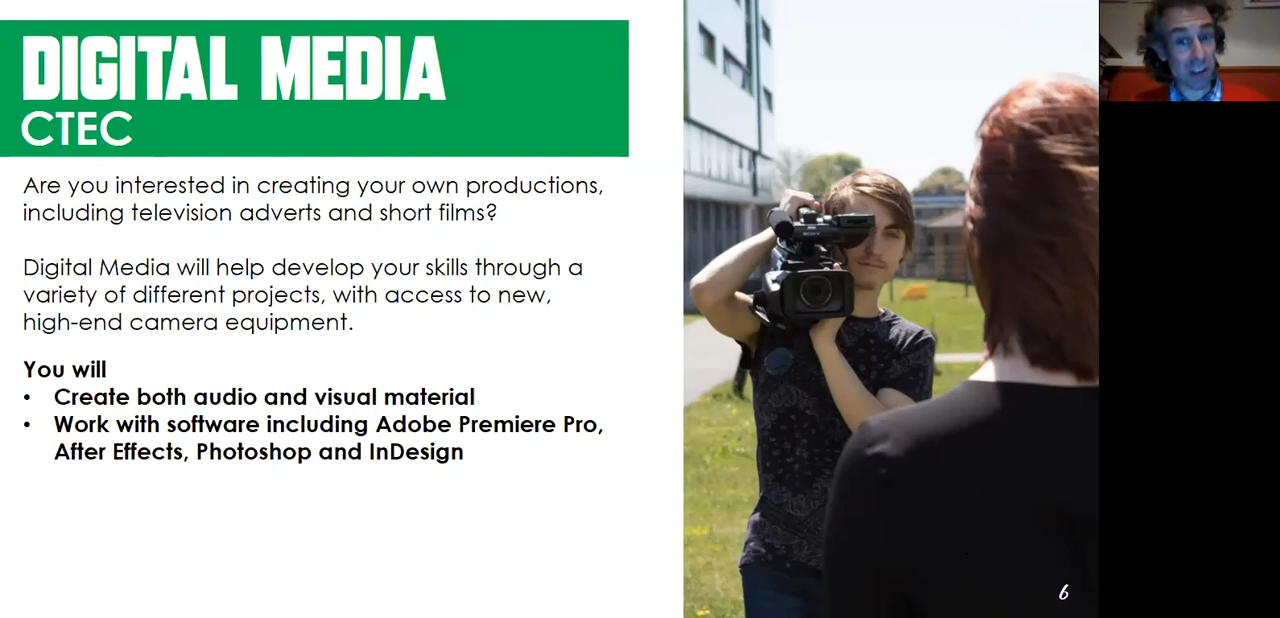 DIGITAL MEDIA
CTEC
Are you interested in creating your own productions,
including television adverts and short films?
Digital Media will help develop your skills through a
variety of different projects, with access to new,
high-end camera equipment.
You will
• Create both audio and visual material
• Work with software including Adobe Premiere Pro,
After Effects, Photoshop and InDesign
SONY
6